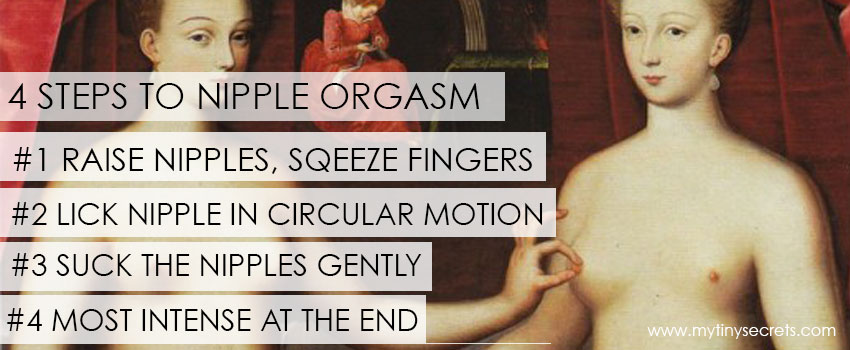 4 STEPS TO NIPPLE ORGASM
#1 RAISE NIPPLES, SQEEZE FINGERS
#2 LICK NIPPLE IN CIRCULAR MOTION
#3 SUCK THE NIPPLES GENTLY
#4 MOST INTENSE AT THE END
www.mytinysecrets.com